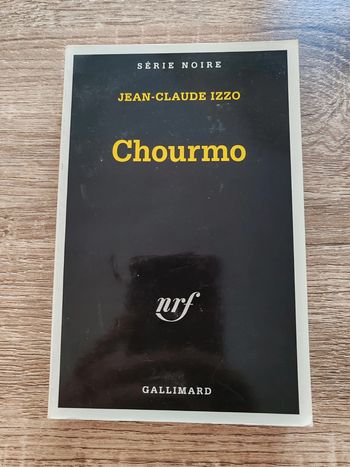 SÉRIE NOIRE
JEAN-CLAUDE IZZO
Chourmo
nrf
GALLIMARD